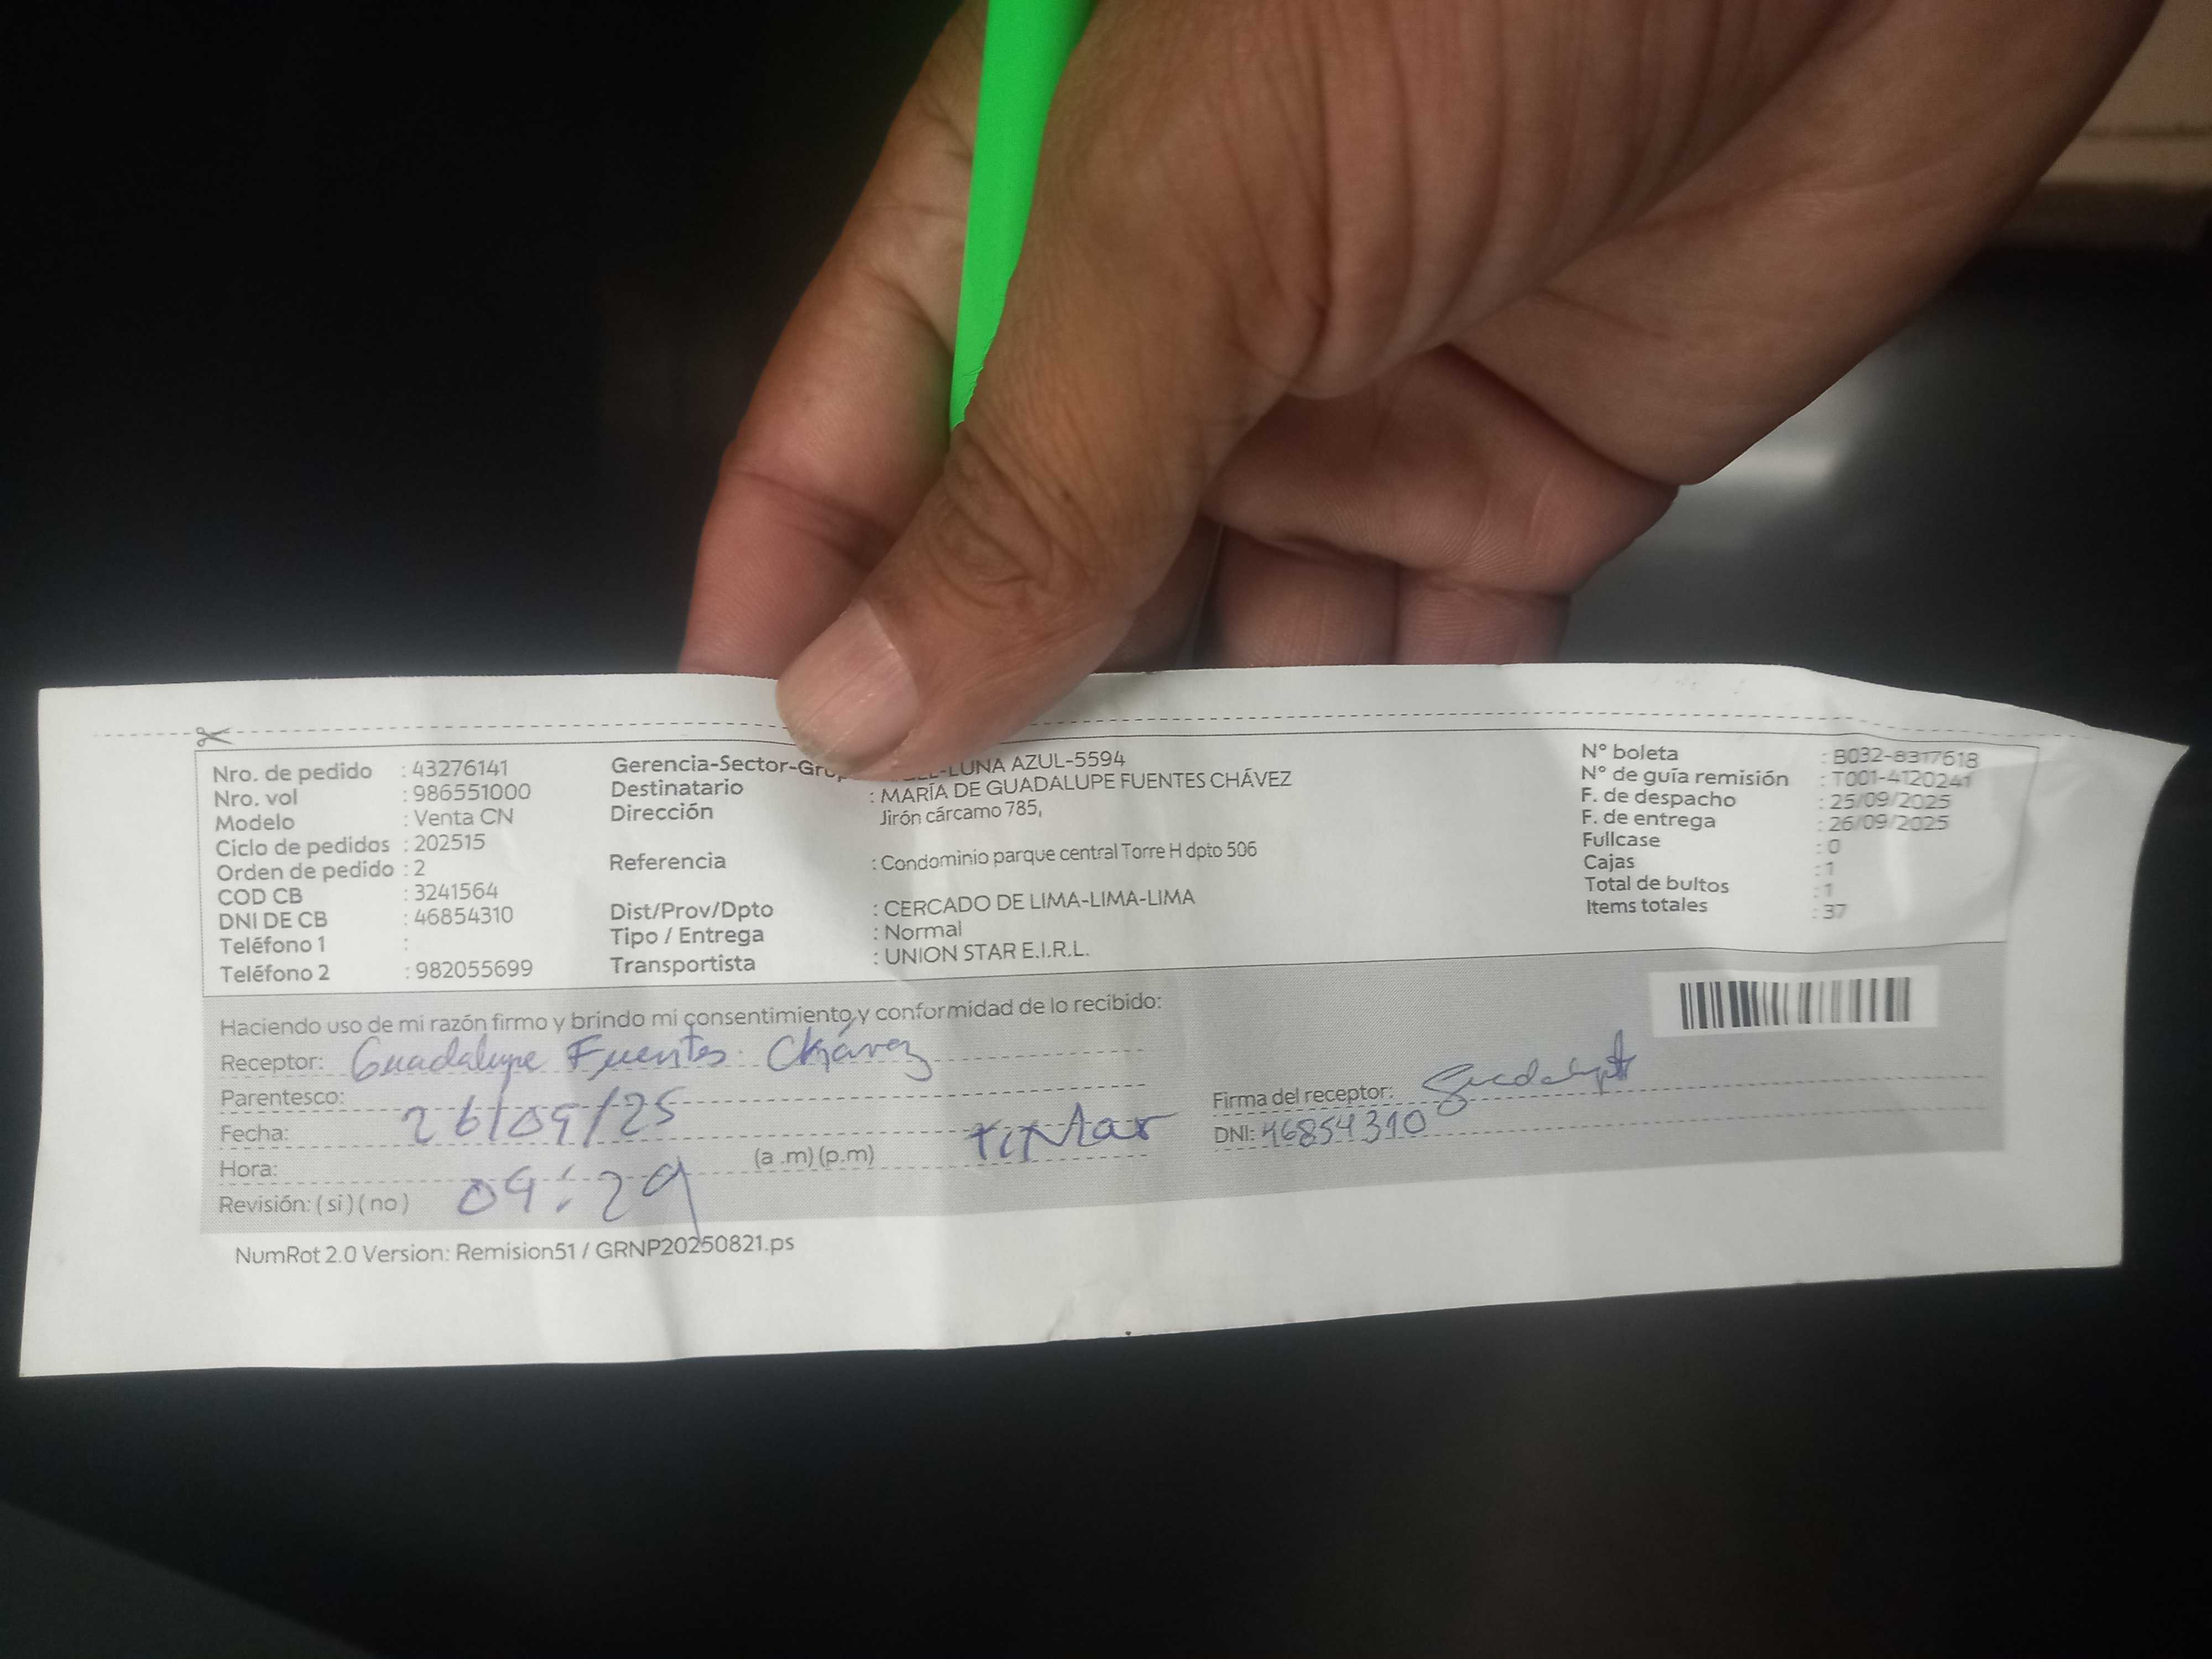 Nro. de pedido : 43276141
Nro. vol : 986551000
Modelo : Venta CN
Ciclo de pedidos : 202515
Orden de pedido : 2
COD CB : 3241564
DNI DE CB : 46854310
Teléfono 1 :
Teléfono 2 : 982055699
Gerencia-Sector-Gru LUNA AZUL-5594
Destinatario : MARÍA DE GUADALUPE FUENTES CHÁVEZ
Dirección Jirón cárcamo 785,
Referencia : Condominio parque central Torre H dpto 506
Dist/Prov/Dpto : CERCADO DE LIMA-LIMA-LIMA
Tipo / Entrega : Normal
Transportista : UNION STAR E.I.R.L.
N° boleta : B032-8317618
N° de guía remisión : T001-4120241
F. de despacho : 25/09/2025
F. de entrega : 26/09/2025
Fullcase : 0
Cajas : 1
Total de bultos : 1
Items totales : 37
Haciendo uso de mi razón firmo y brindo mi consentimiento y conformidad de lo recibido:
Receptor: Guadalupe Fuentes Chávez
Parentesco:
Fecha: 26/09/25
Hora: (a .m) (p.m)
Revisión: ( si ) ( no ) 09:29
Firma del receptor:
DNI: 46854310
NumRot 2.0 Version: Remision51 / GRNP20250821.ps